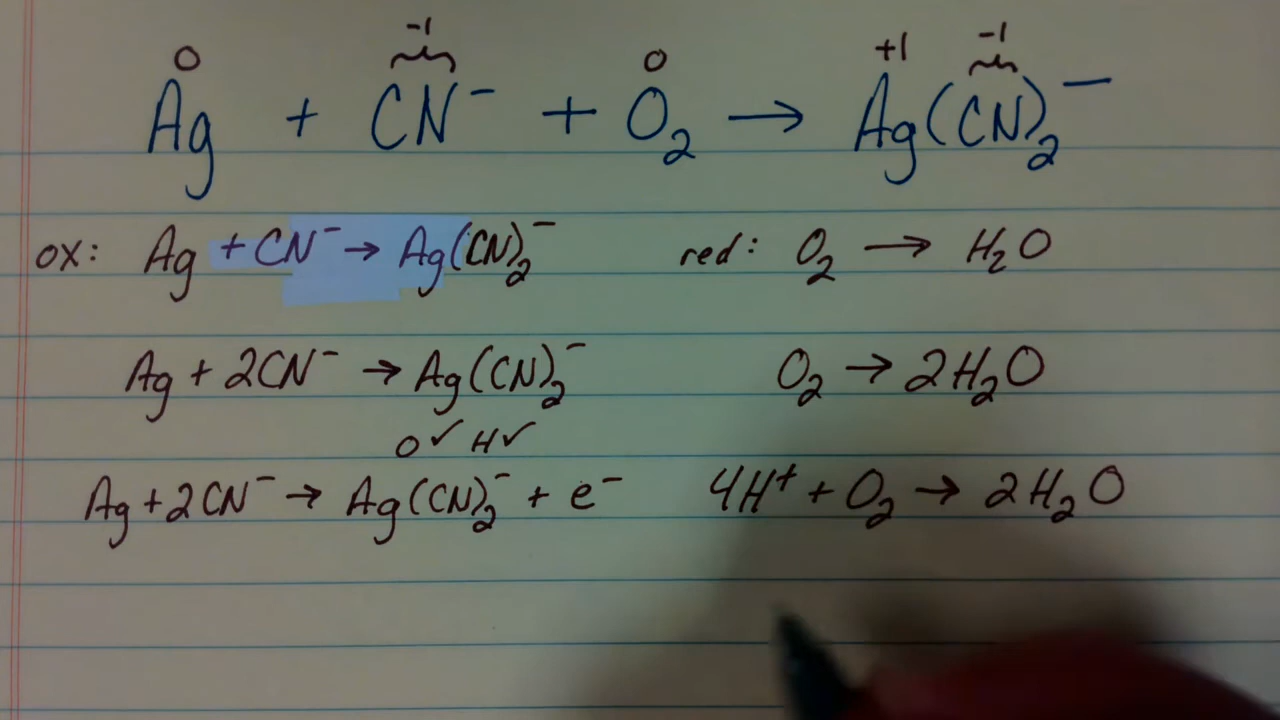 0 -1 0 +1 -1
Ag + CN⁻ + O₂ → Ag(CN)₂⁻
ox: Ag + CN⁻ → Ag(CN)₂⁻ red: O₂ → H₂O
Ag + 2CN⁻ → Ag(CN)₂⁻ O₂ → 2H₂O
O✓ H✓
Ag + 2CN⁻ → Ag(CN)₂⁻ + e⁻ 4H⁺ + O₂ → 2H₂O